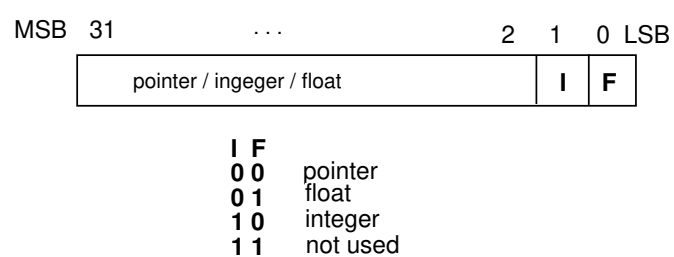 MSB 31 ... 2 1 0 LSB
pointer / ingeger / float I F
I F
0 0 pointer
0 1 float
1 0 integer
1 1 not used